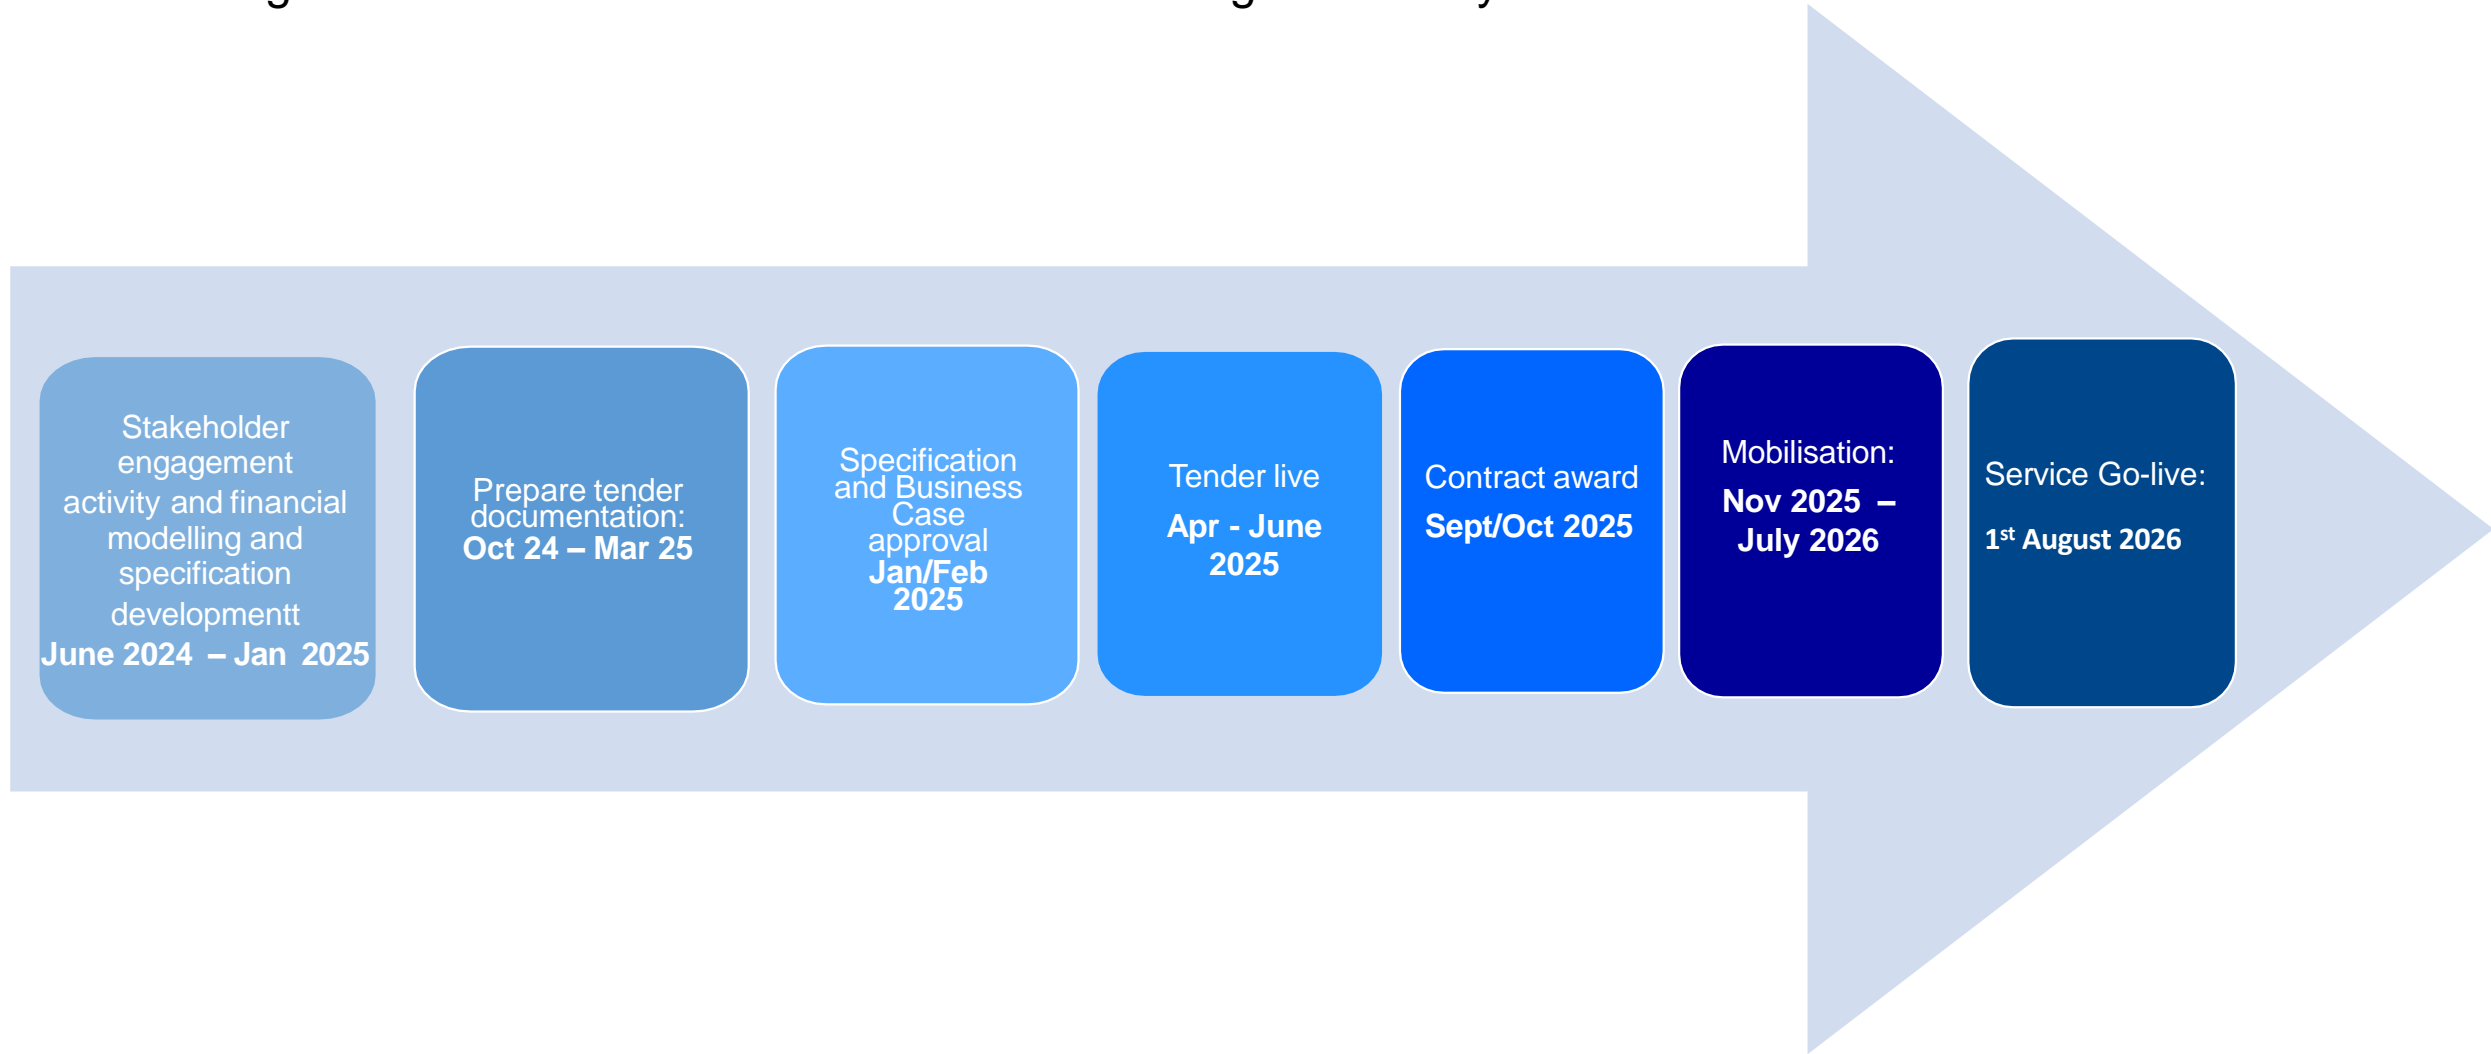 Stakeholder
engagement
activity and financial
modelling and
specification
developmentt
June 2024 – Jan 2025
Prepare tender
documentation:
Oct 24 – Mar 25
Specification
and Business
Case
approval
Jan/Feb
2025
Tender live
Apr - June
2025
Contract award
Sept/Oct 2025
Mobilisation:
Nov 2025 –
July 2026
Service Go-live:
1st August 2026